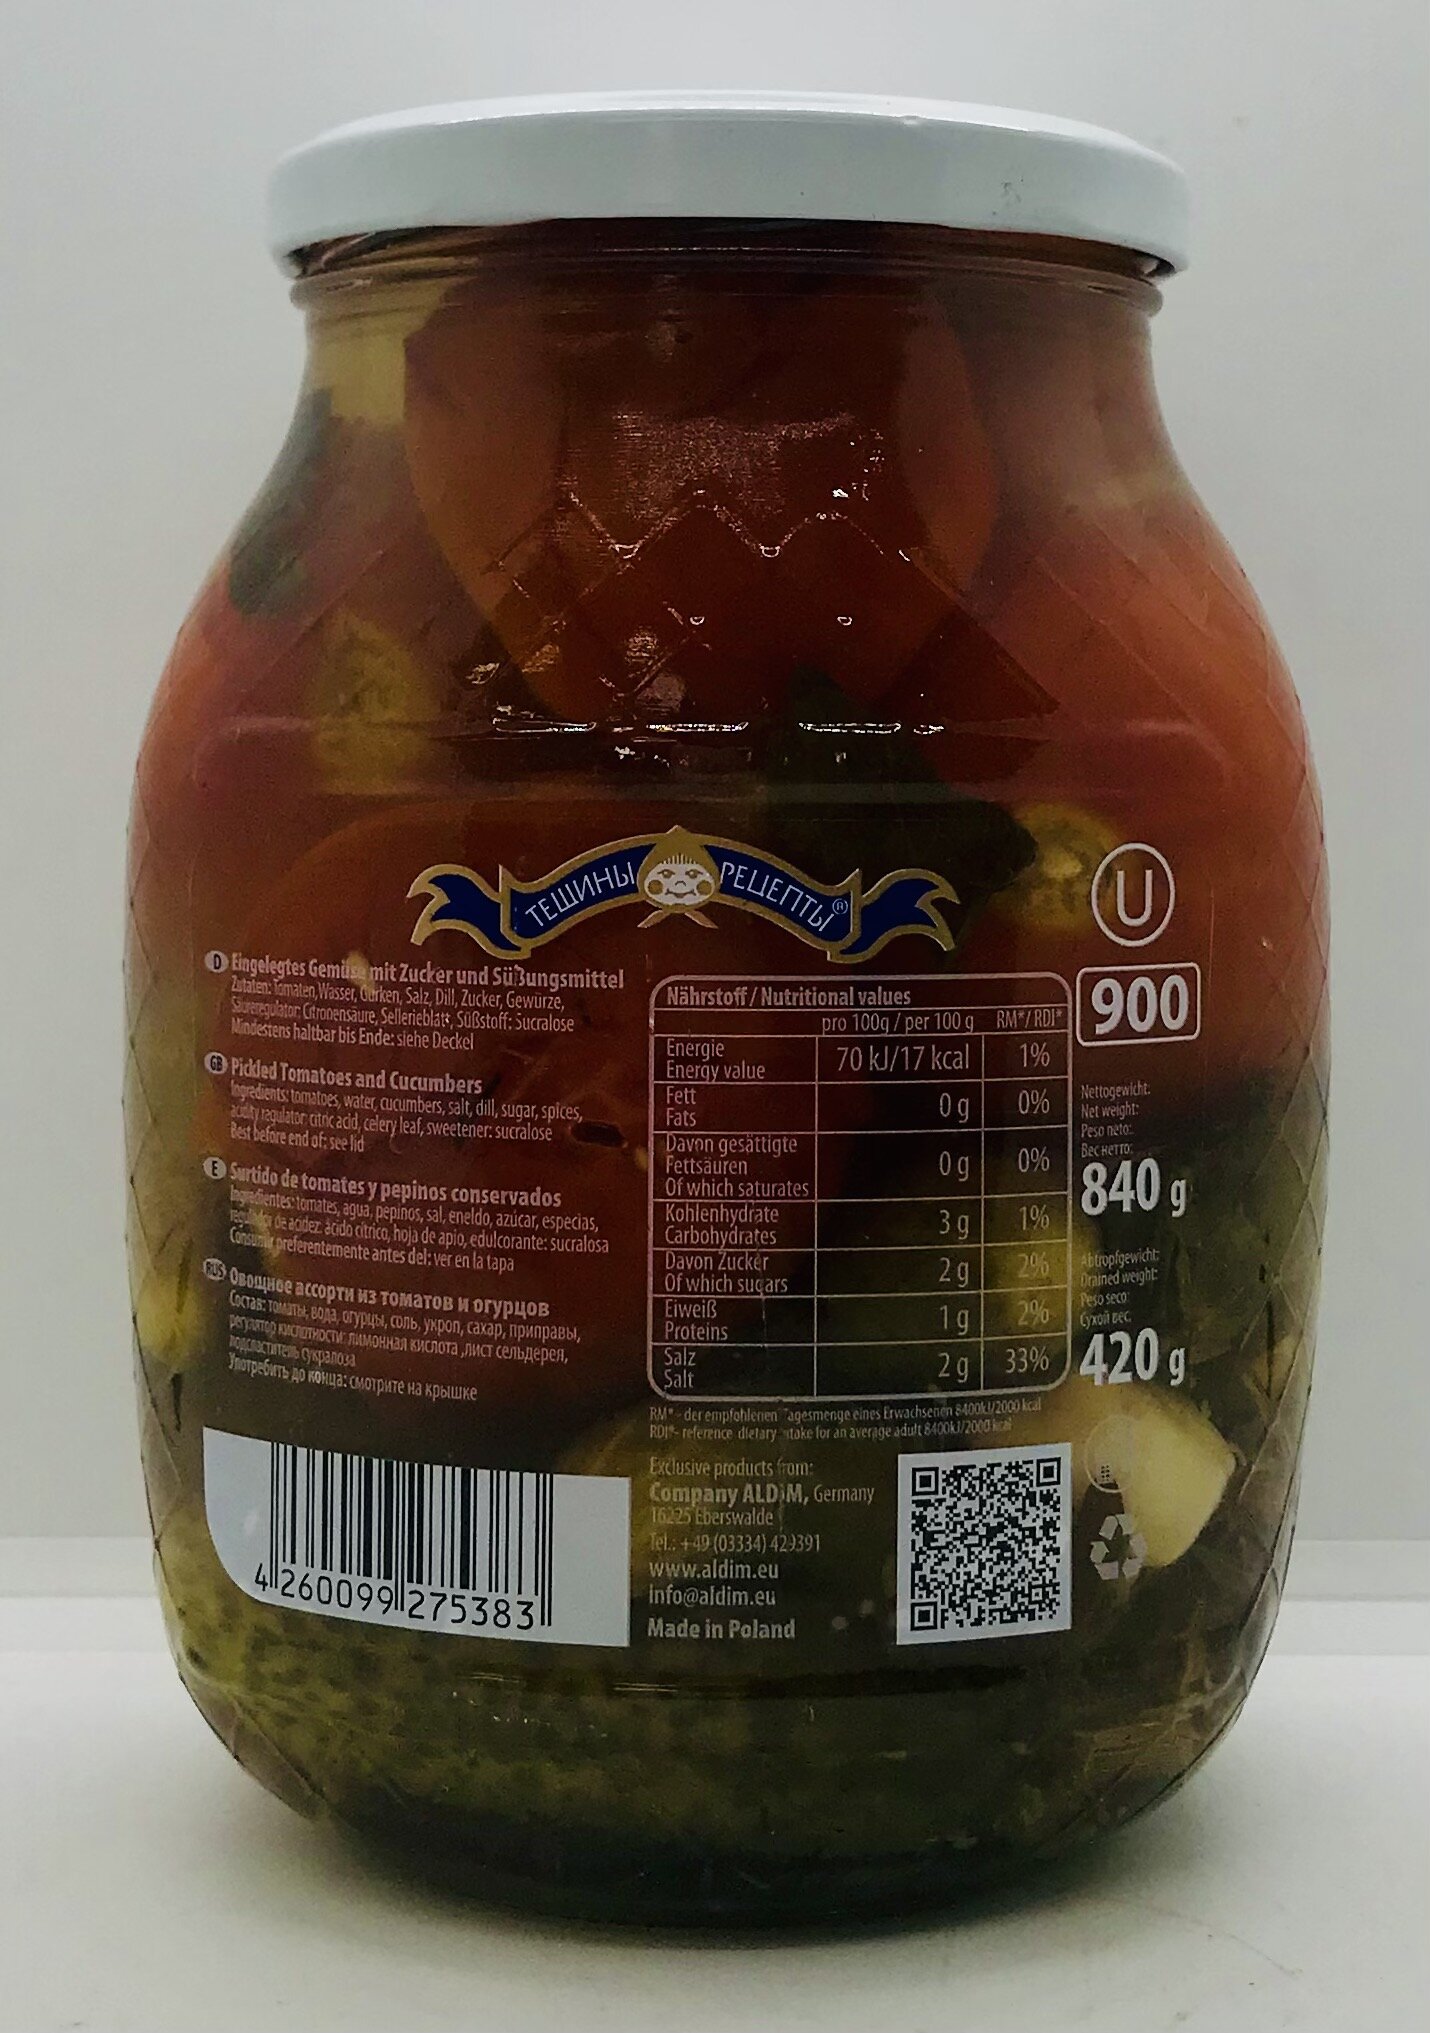 ТЕШИНЫ РЕЦЕПТЫ®
D Eingelegtes Gemüse mit Zucker und Süßungsmittel
Zutaten: Tomaten, Wasser, Gurken, Salz, Dill, Zucker, Gewürze,
Säureregulator: Citronensäure, Sellerieblatt, Süßstoff: Sucralose
Mindestens haltbar bis Ende: siehe Deckel
GB Pickled Tomatoes and Cucumbers
Ingredients: tomatoes, water, cucumbers, salt, dill, sugar, spices,
acidity regulator: citric acid, celery leaf, sweetener: sucralose
Best before end of: see lid
E Surtido de tomates y pepinos conservados
Ingredientes: tomates, agua, pepinos, sal, eneldo, azúcar, especias,
regulador de acidez: ácido cítrico, hoja de apio, edulcorante: sucralosa
Consumir preferentemente antes del: ver en la tapa
RUS Овощное ассорти из томатов и огурцов
Состав: томаты, вода, огурцы, соль, укроп, сахар, приправы,
регулятор кислотности: лимонная кислота, лист сельдерея,
подсластитель сукралоза
Употребить до конца: смотрите на крышке
4 260099 275383
Nährstoff / Nutritional values
pro 100g / per 100 g RM*/ RDI*
Energie
Energy value 70 kJ/17 kcal 1%
Fett
Fats 0 g 0%
Davon gesättigte
Fettsäuren
Of which saturates 0 g 0%
Kohlenhydrate
Carbohydrates 3 g 1%
Davon Zucker
Of which sugars 2 g 2%
Eiweiß
Proteins 1 g 2%
Salz
Salt 2 g 33%
RM* - der empfohlenen Tagesmenge eines Erwachsenen 8400kJ/2000 kcal
RDI* - reference dietary intake for an average adult 8400kJ/2000 kcal
Exclusive products from:
Company ALDIM, Germany
16225 Eberswalde
Tel.: +49 (03334) 429391
www.aldim.eu
info@aldim.eu
Made in Poland
U
900
Nettogewicht:
Net weight:
Peso neto:
Вес нетто:
840 g
Abtropfgewicht:
Drained weight:
Peso seco:
Сухой вес:
420 g